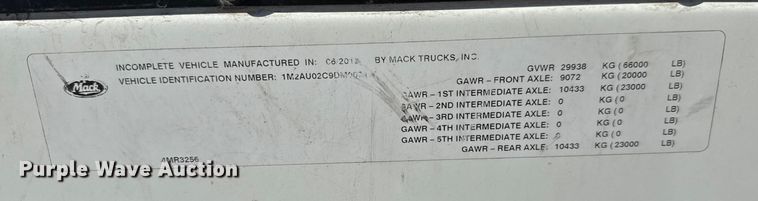 INCOMPLETE VEHICLE MANUFACTURED IN: 06/2012 BY MACK TRUCKS, INC.
VEHICLE IDENTIFICATION NUMBER:
Mack
GVWR 29938 KG (66000 LB)
GAWR - FRONT AXLE: 9072 KG (20000 LB)
GAWR - 1ST INTERMEDIATE AXLE: 10433 KG (23000 LB)
GAWR - 2ND INTERMEDIATE AXLE: 0 KG (0 LB)
GAWR - 3RD INTERMEDIATE AXLE: 0 KG (0 LB)
GAWR - 4TH INTERMEDIATE AXLE: 0 KG (0 LB)
GAWR - 5TH INTERMEDIATE AXLE: 0 KG (0 LB)
GAWR - REAR AXLE: 10433 KG (23000 LB)
4MR3256
Purple Wave Auction